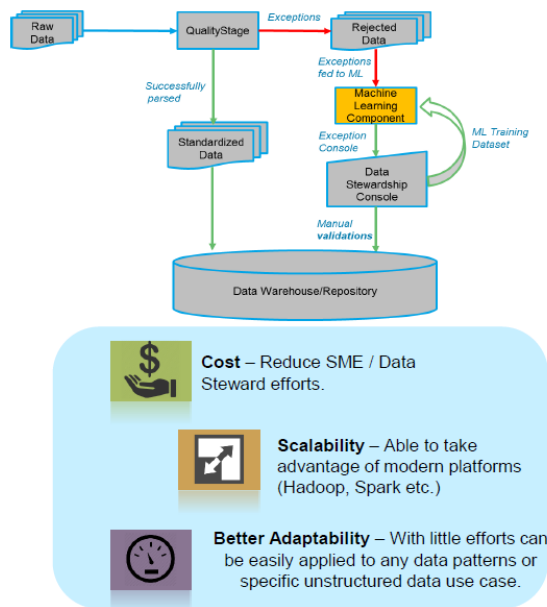 Raw
Data
QualityStage
Exceptions
Rejected
Data
Successfully
parsed
Exceptions
fed to ML
Machine
Learning
Component
ML Training
Dataset
Standardized
Data
Exception
Console
Data
Stewardship
Console
Manual
validations
Data Warehouse/Repository
$
Cost – Reduce SME / Data
Steward efforts.
Scalability – Able to take
advantage of modern platforms
(Hadoop, Spark etc.)
Better Adaptability – With little efforts can
be easily applied to any data patterns or
specific unstructured data use case.